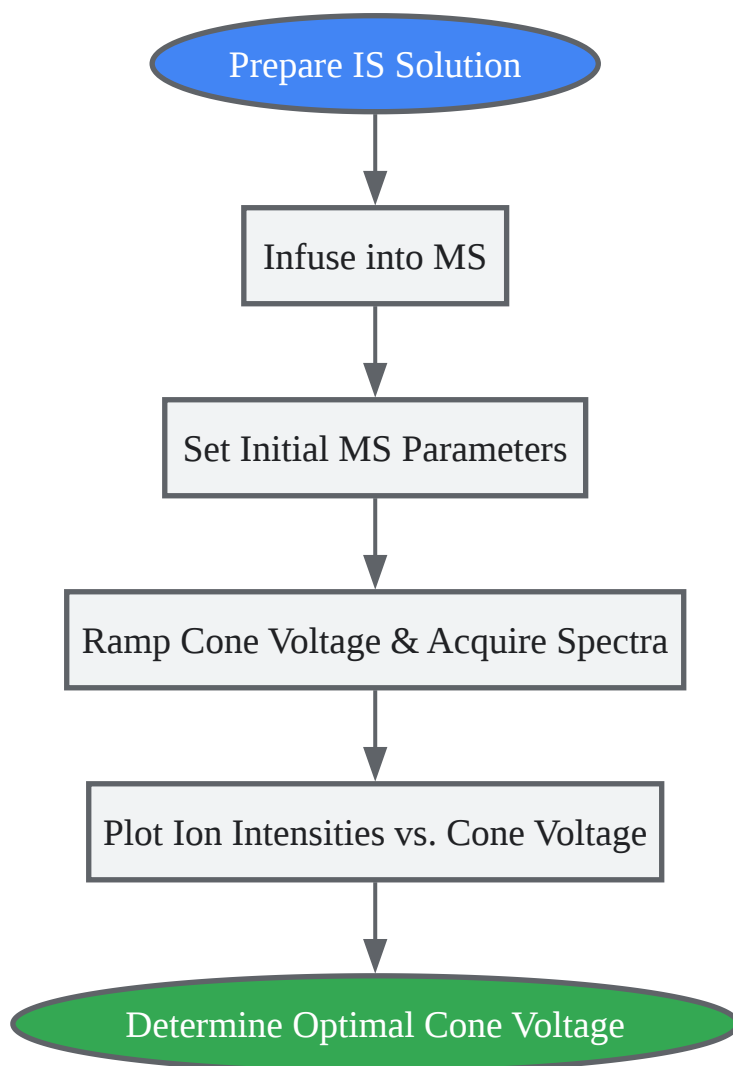 Prepare IS Solution
Infuse into MS
Set Initial MS Parameters
Ramp Cone Voltage & Acquire Spectra
Plot Ion Intensities vs. Cone Voltage
Determine Optimal Cone Voltage